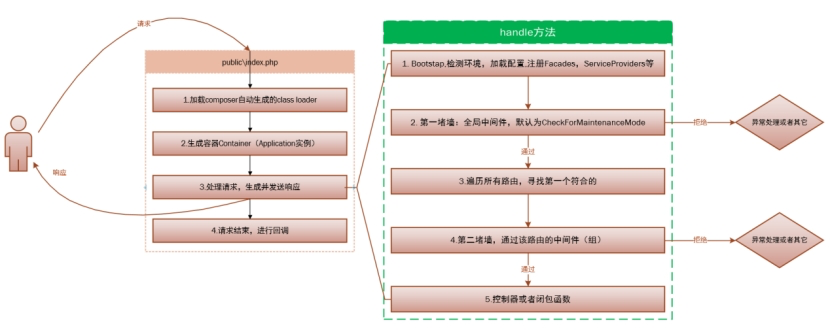 请求
handle方法
public\index.php
1. Bootstap,检测环境，加载配置,注册Facades，ServiceProviders等
1.加载composer自动生成的class loader
2. 第一堵墙：全局中间件，默认为CheckForMaintenanceMode
拒绝
异常处理或者其它
2.生成容器Container（Application实例）
通过
响应
3.处理请求，生成并发送响应
3.遍历所有路由，寻找第一个符合的
4.请求结束，进行回调
4.第二堵墙，通过该路由的中间件（组）
拒绝
异常处理或者其它
通过
5.控制器或者闭包函数